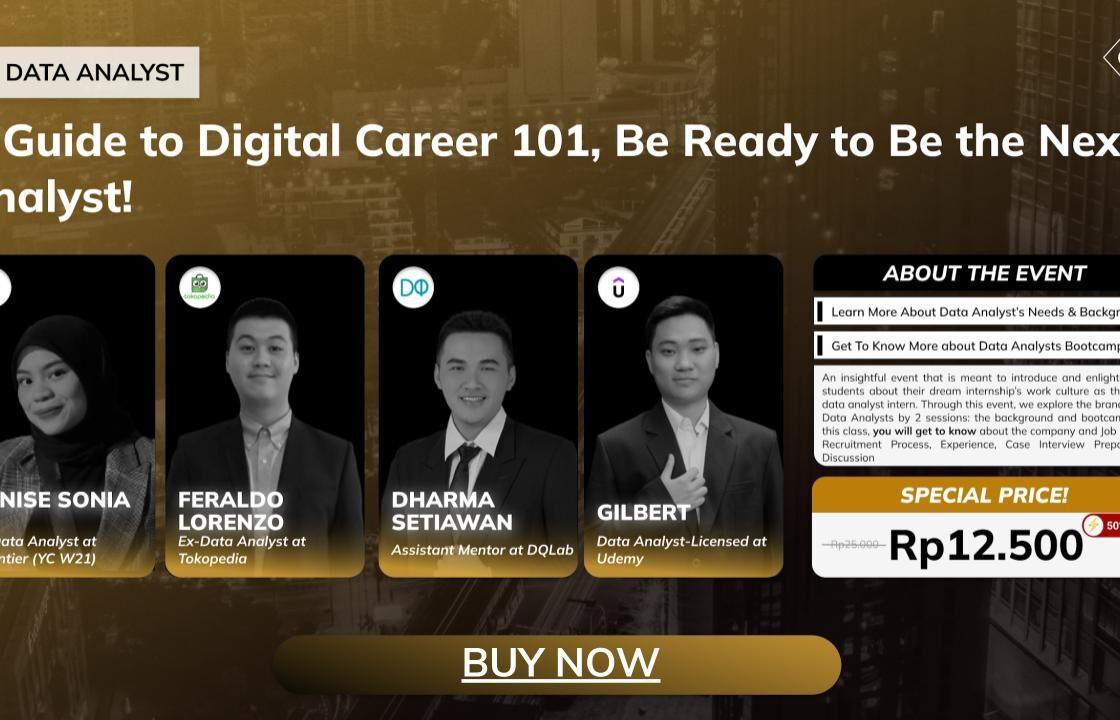 DATA ANALYST
Guide to Digital Career 101, Be Ready to Be the Nex
nalyst!
tokopedia
DQ
u
NISE SONIA
ata Analyst at
ntier (YC W21)
FERALDO
LORENZO
Ex-Data Analyst at
Tokopedia
DHARMA
SETIAWAN
Assistant Mentor at DQLab
GILBERT
Data Analyst-Licensed at
Udemy
ABOUT THE EVENT
Learn More About Data Analyst's Needs & Backgr
Get To Know More about Data Analysts Bootcamp
An insightful event that is meant to introduce and enlight
students about their dream internship's work culture as th
data analyst intern. Through this event, we explore the bran
Data Analysts by 2 sessions: the background and bootcan
this class, you will get to know about the company and Job
Recruitment Process, Experience, Case Interview Prepa
Discussion
SPECIAL PRICE!
Rp25.000
Rp12.500
50
BUY NOW